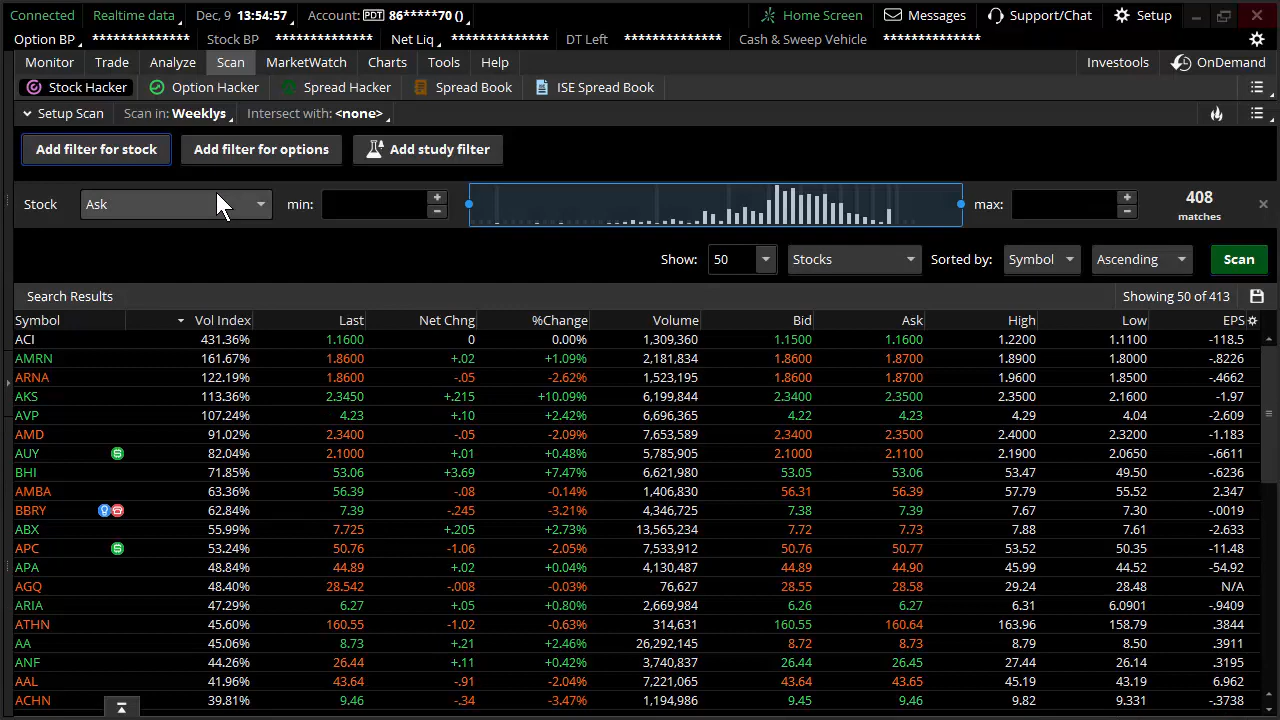 Connected Realtime data Dec, 9 13:54:57 Account: PDT 86*****70 () Home Screen Messages Support/Chat Setup
Option BP ************** Stock BP ************** Net Liq ************** DT Left ************** Cash & Sweep Vehicle **************
Monitor Trade Analyze Scan MarketWatch Charts Tools Help Investools OnDemand
Stock Hacker Option Hacker Spread Hacker Spread Book ISE Spread Book
Setup Scan Scan in: Weeklys Intersect with: <none>
Add filter for stock Add filter for options Add study filter
Stock Ask min: max: 408
matches
Show: 50 Stocks Sorted by: Symbol Ascending Scan
Search Results Showing 50 of 413
Symbol Vol Index Last Net Chng %Change Volume Bid Ask High Low EPS
ACI 431.36% 1.1600 0 0.00% 1,309,360 1.1500 1.1600 1.2200 1.1100 -118.5
AMRN 161.67% 1.8600 +.02 +1.09% 2,181,834 1.8600 1.8700 1.8900 1.8000 -.8226
ARNA 122.19% 1.8600 -.05 -2.62% 1,523,195 1.8600 1.8700 1.9600 1.8500 -.4662
AKS 113.36% 2.3450 +.215 +10.09% 6,199,844 2.3400 2.3500 2.3500 2.1600 -1.97
AVP 107.24% 4.23 +.10 +2.42% 6,696,365 4.22 4.23 4.29 4.04 -2.609
AMD 91.02% 2.3400 -.05 -2.09% 7,653,589 2.3400 2.3500 2.4000 2.3200 -1.183
AUY 82.04% 2.1000 +.01 +0.48% 5,785,905 2.1000 2.1100 2.1900 2.0650 -.6611
BHI 71.85% 53.06 +3.69 +7.47% 6,621,980 53.05 53.06 53.47 49.50 -.6236
AMBA 63.36% 56.39 -.08 -0.14% 1,406,830 56.31 56.39 57.79 55.52 2.347
BBRY 62.84% 7.39 -.245 -3.21% 4,346,725 7.38 7.39 7.67 7.30 -.0019
ABX 55.99% 7.725 +.205 +2.73% 13,565,234 7.72 7.73 7.88 7.61 -2.633
APC 53.24% 50.76 -1.06 -2.05% 7,533,912 50.76 50.77 53.52 50.35 -11.48
APA 48.84% 44.89 +.02 +0.04% 4,130,487 44.89 44.90 45.99 44.52 -54.92
AGQ 48.40% 28.542 -.008 -0.03% 76,627 28.55 28.58 29.24 28.48 N/A
ARIA 47.29% 6.27 +.05 +0.80% 2,669,984 6.26 6.27 6.31 6.0901 -.9409
ATHN 45.60% 160.55 -1.02 -0.63% 314,631 160.55 160.64 163.96 158.79 .3844
AA 45.06% 8.73 +.21 +2.46% 26,292,145 8.72 8.73 8.79 8.50 .3911
ANF 44.26% 26.44 +.11 +0.42% 3,740,837 26.44 26.45 27.44 26.14 .3195
AAL 41.96% 43.64 -.91 -2.04% 7,221,065 43.64 43.65 45.19 43.19 6.962
ACHN 39.81% 9.46 -.34 -3.47% 1,194,986 9.45 9.46 9.82 9.331 -.3738